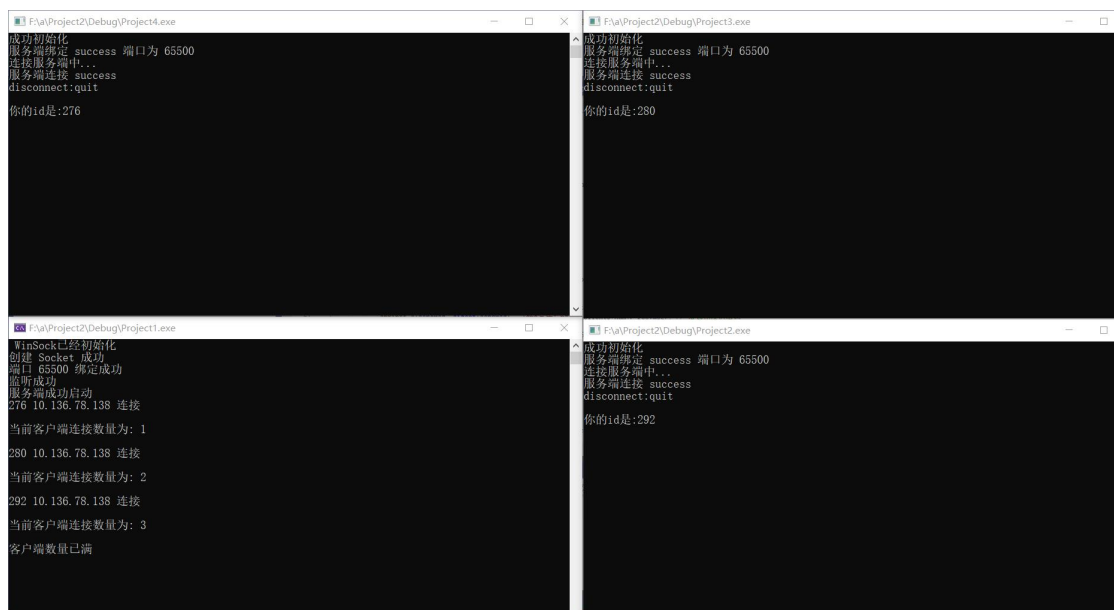 F:\a\Project2\Debug\Project4.exe
成功初始化
服务端绑定 success 端口为 65500
连接服务端中...
服务端连接 success
disconnect:quit
你的id是:276
F:\a\Project2\Debug\Project3.exe
成功初始化
服务端绑定 success 端口为 65500
连接服务端中...
服务端连接 success
disconnect:quit
你的id是:280
F:\a\Project2\Debug\Project1.exe
WinSock已经初始化
创建 Socket 成功
端口 65500 绑定成功
监听成功
服务端成功启动
276 10.136.78.138 连接
当前客户端连接数量为: 1
280 10.136.78.138 连接
当前客户端连接数量为: 2
292 10.136.78.138 连接
当前客户端连接数量为: 3
客户端数量已满
F:\a\Project2\Debug\Project2.exe
成功初始化
服务端绑定 success 端口为 65500
连接服务端中...
服务端连接 success
disconnect:quit
你的id是:292